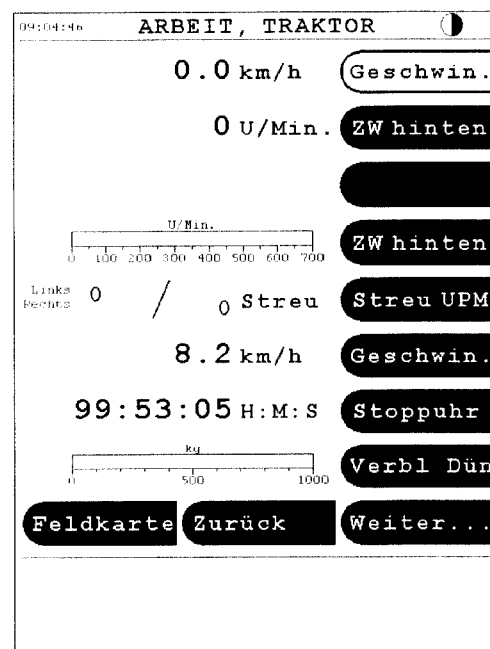 09:04:46 ARBEIT, TRAKTOR
0.0 km/h Geschwin.
0 U/Min. ZW hinten
U/Min.
0 100 200 300 400 500 600 700
ZW hinten
Links 0 / 0 Streu Streu UPM
Rechts
8.2 km/h Geschwin.
99:53:05 H:M:S Stoppuhr
kg
0 500 1000
Verbl Dün
Feldkarte Zurück Weiter...